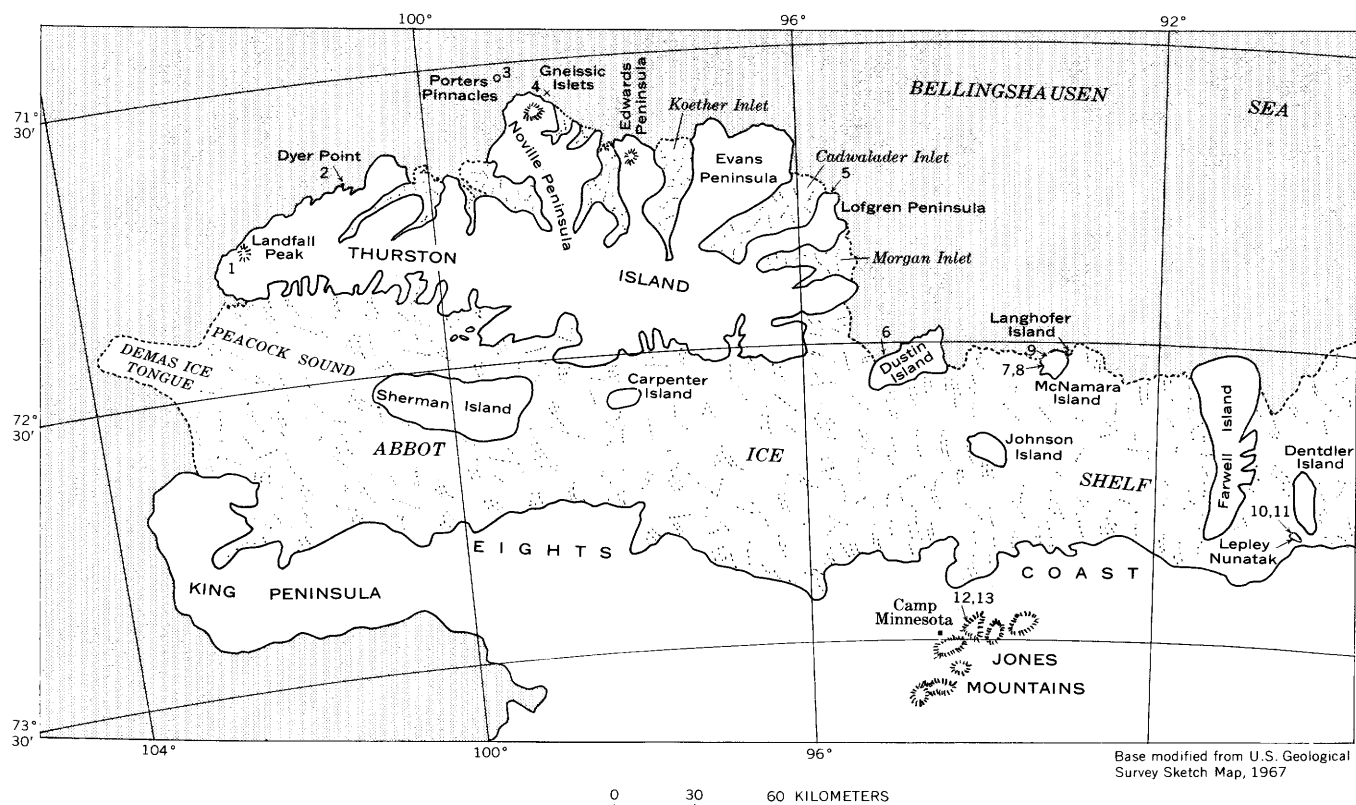 100°
96°
92°
Porters
Pinnacles
3
4
Gneissic
Islets
Edwards
Peninsula
Koether Inlet
BELLINGSHAUSEN
SEA
71°
30′
Dyer Point
2
Noville Peninsula
Evans
Peninsula
Cadwalader Inlet
5
Lofgren Peninsula
Landfall
Peak
1
THURSTON
ISLAND
Morgan Inlet
PEACOCK SOUND
DEMAS ICE
TONGUE
6
Dustin
Island
Langhofer
Island
9
7,8
McNamara
Island
Sherman Island
Carpenter
Island
72°
30′
ABBOT
ICE
SHELF
Johnson
Island
Farwell Island
Dentdler
Island
10,11
Lepley
Nunatak
EIGHTS
COAST
KING PENINSULA
Camp
Minnesota
12,13
JONES
MOUNTAINS
73°
30′
104°
100°
96°
Base modified from U.S. Geological
Survey Sketch Map, 1967
0 30 60 KILOMETERS